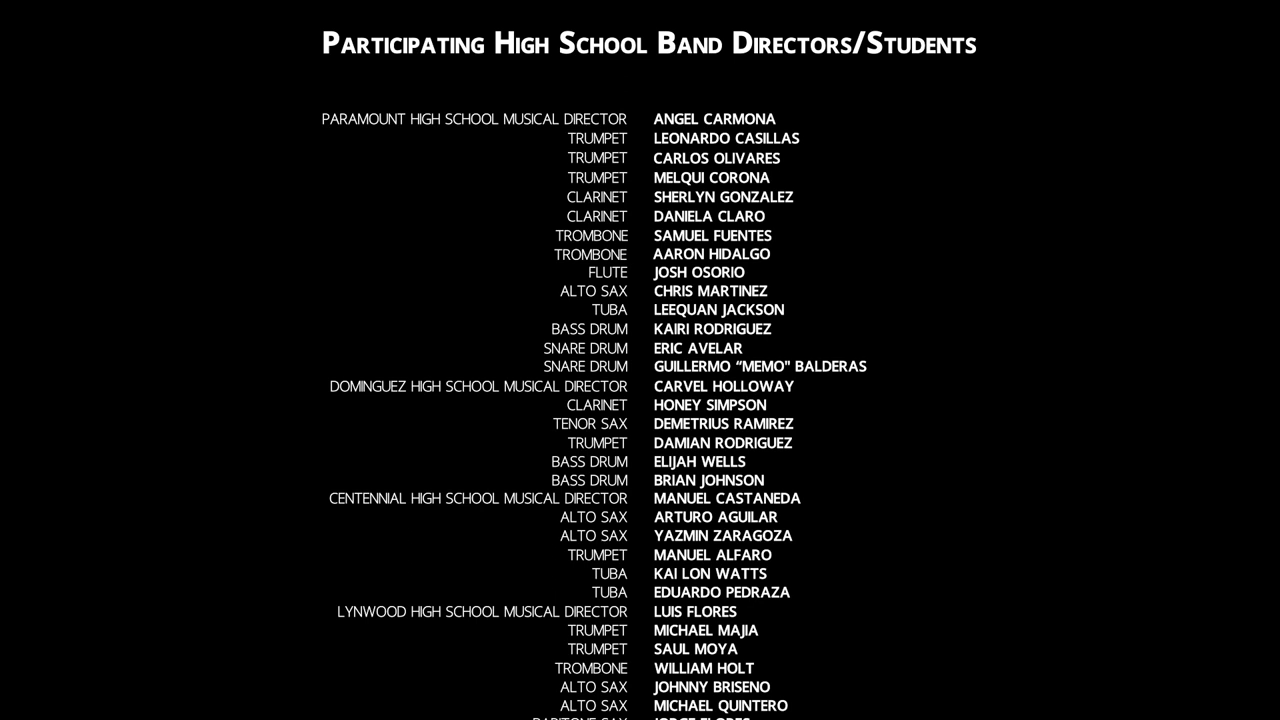 Participating High School Band Directors/Students
PARAMOUNT HIGH SCHOOL MUSICAL DIRECTOR ANGEL CARMONA
TRUMPET LEONARDO CASILLAS
TRUMPET CARLOS OLIVARES
TRUMPET MELQUI CORONA
CLARINET SHERLYN GONZALEZ
CLARINET DANIELA CLARO
TROMBONE SAMUEL FUENTES
TROMBONE AARON HIDALGO
FLUTE JOSH OSORIO
ALTO SAX CHRIS MARTINEZ
TUBA LEEQUAN JACKSON
BASS DRUM KAIRI RODRIGUEZ
SNARE DRUM ERIC AVELAR
SNARE DRUM GUILLERMO “MEMO" BALDERAS
DOMINGUEZ HIGH SCHOOL MUSICAL DIRECTOR CARVEL HOLLOWAY
CLARINET HONEY SIMPSON
TENOR SAX DEMETRIUS RAMIREZ
TRUMPET DAMIAN RODRIGUEZ
BASS DRUM ELIJAH WELLS
BASS DRUM BRIAN JOHNSON
CENTENNIAL HIGH SCHOOL MUSICAL DIRECTOR MANUEL CASTANEDA
ALTO SAX ARTURO AGUILAR
ALTO SAX YAZMIN ZARAGOZA
TRUMPET MANUEL ALFARO
TUBA KAI LON WATTS
TUBA EDUARDO PEDRAZA
LYNWOOD HIGH SCHOOL MUSICAL DIRECTOR LUIS FLORES
TRUMPET MICHAEL MAJIA
TRUMPET SAUL MOYA
TROMBONE WILLIAM HOLT
ALTO SAX JOHNNY BRISENO
ALTO SAX MICHAEL QUINTERO
BARITONE SAX JORGE FLORES